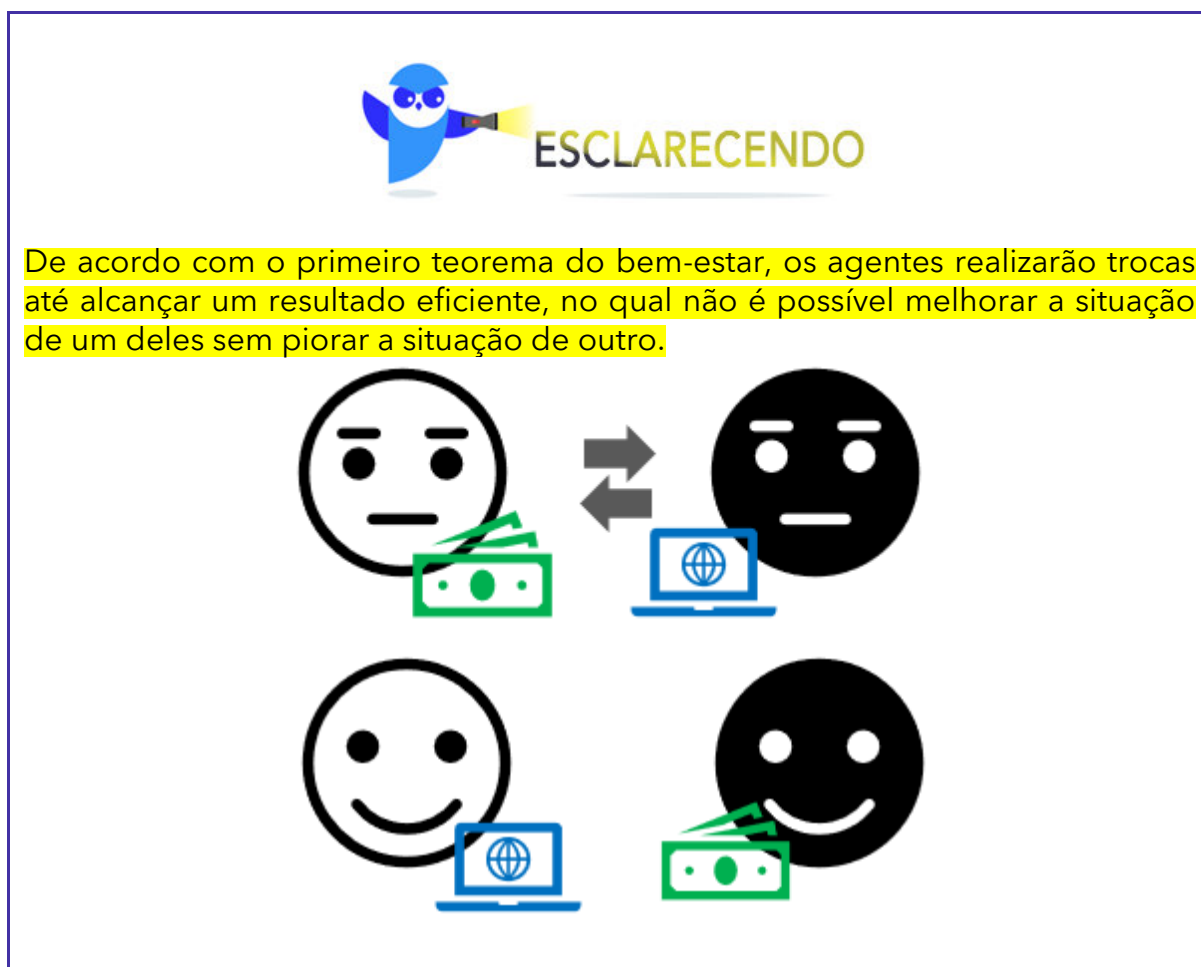 ESCLARECENDO
De acordo com o primeiro teorema do bem-estar, os agentes realizarão trocas
até alcançar um resultado eficiente, no qual não é possível melhorar a situação
de um deles sem piorar a situação de outro.